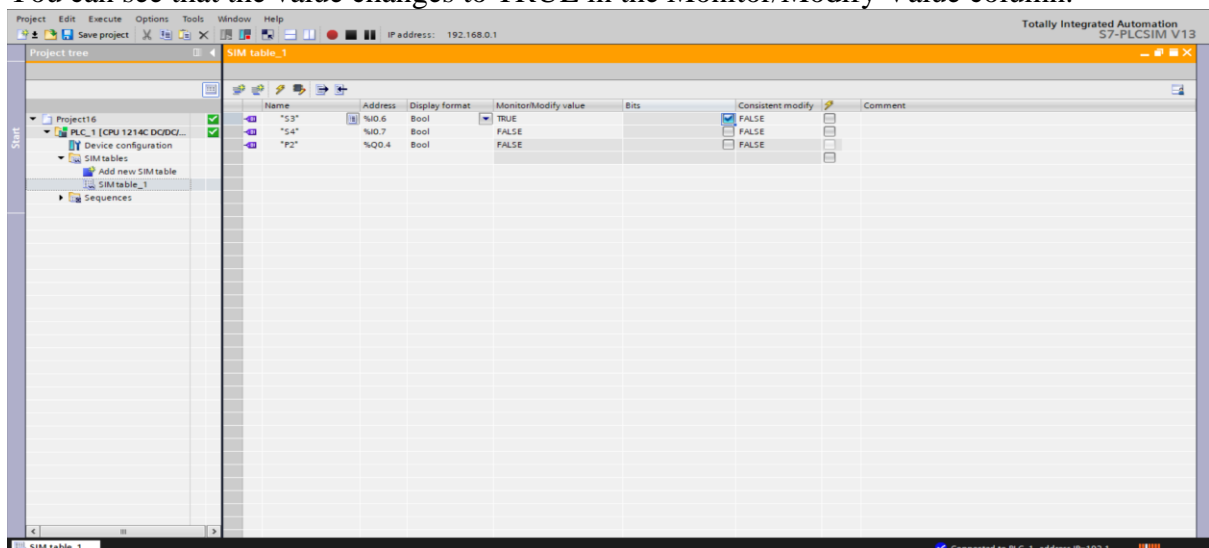 You can see that the value changes to TRUE in the Monitor/Modify Value column.
Project Edit Execute Options Tools Window Help
Totally Integrated Automation
S7-PLCSIM V13
Save project IP address: 192.168.0.1
Project tree
SIM table_1
Name Address Display format Monitor/Modify value Bits Consistent modify Comment
Start
Project16
PLC_1 [CPU 1214C DC/DC/...
Device configuration
SIM tables
Add new SIM table
SIM table_1
Sequences
"S3" %I0.6 Bool TRUE FALSE
"S4" %I0.7 Bool FALSE FALSE
"P2" %Q0.4 Bool FALSE FALSE
SIM table_1
Connected to PLC_1, address IP=192.1...